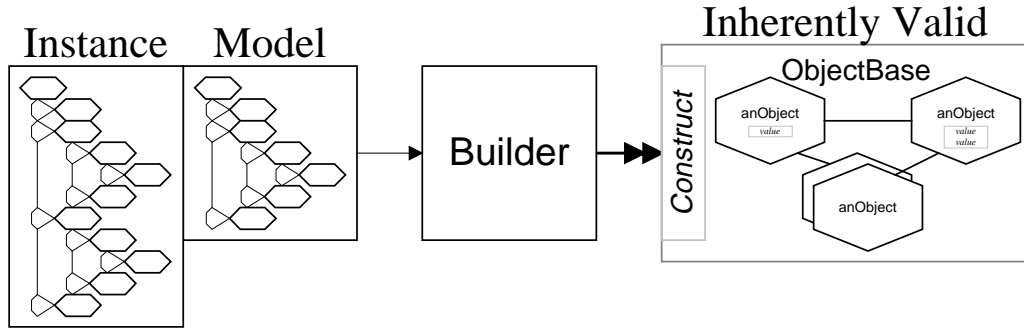 Instance
Model
Inherently Valid
Builder
Construct
ObjectBase
anObject
value
anObject
value
value
anObject